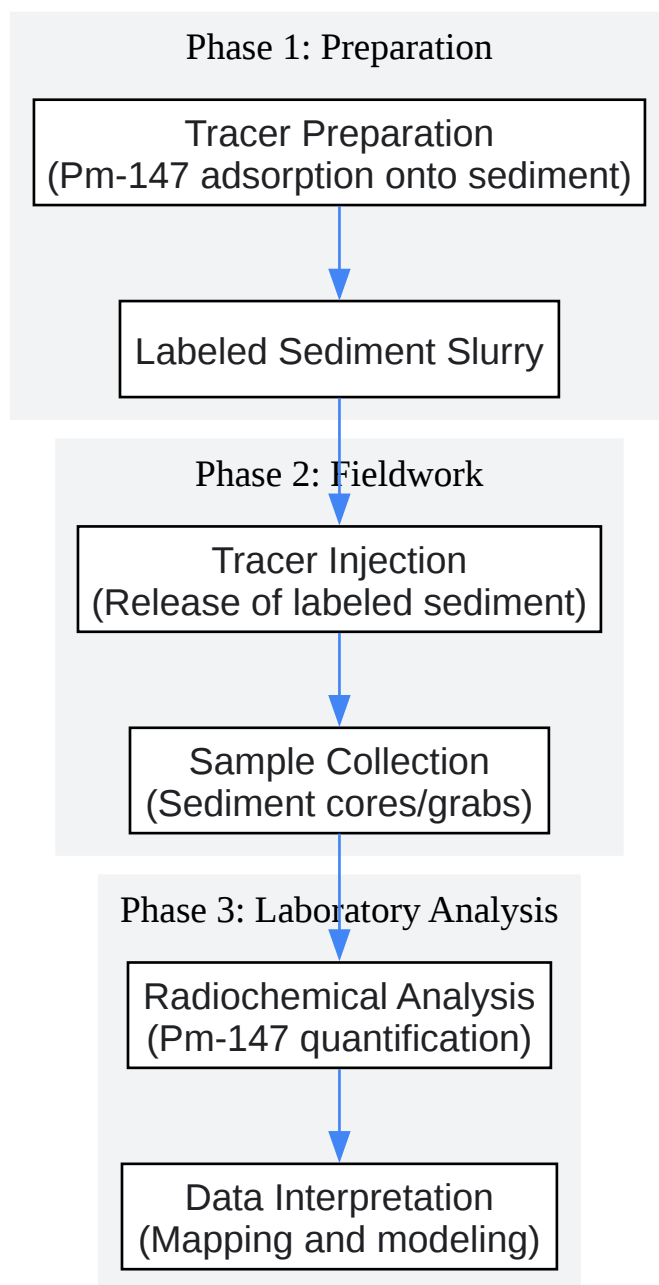 Phase 1: Preparation
Tracer Preparation
(Pm-147 adsorption onto sediment)
Labeled Sediment Slurry
Phase 2: Fieldwork
Tracer Injection
(Release of labeled sediment)
Sample Collection
(Sediment cores/grabs)
Phase 3: Laboratory Analysis
Radiochemical Analysis
(Pm-147 quantification)
Data Interpretation
(Mapping and modeling)